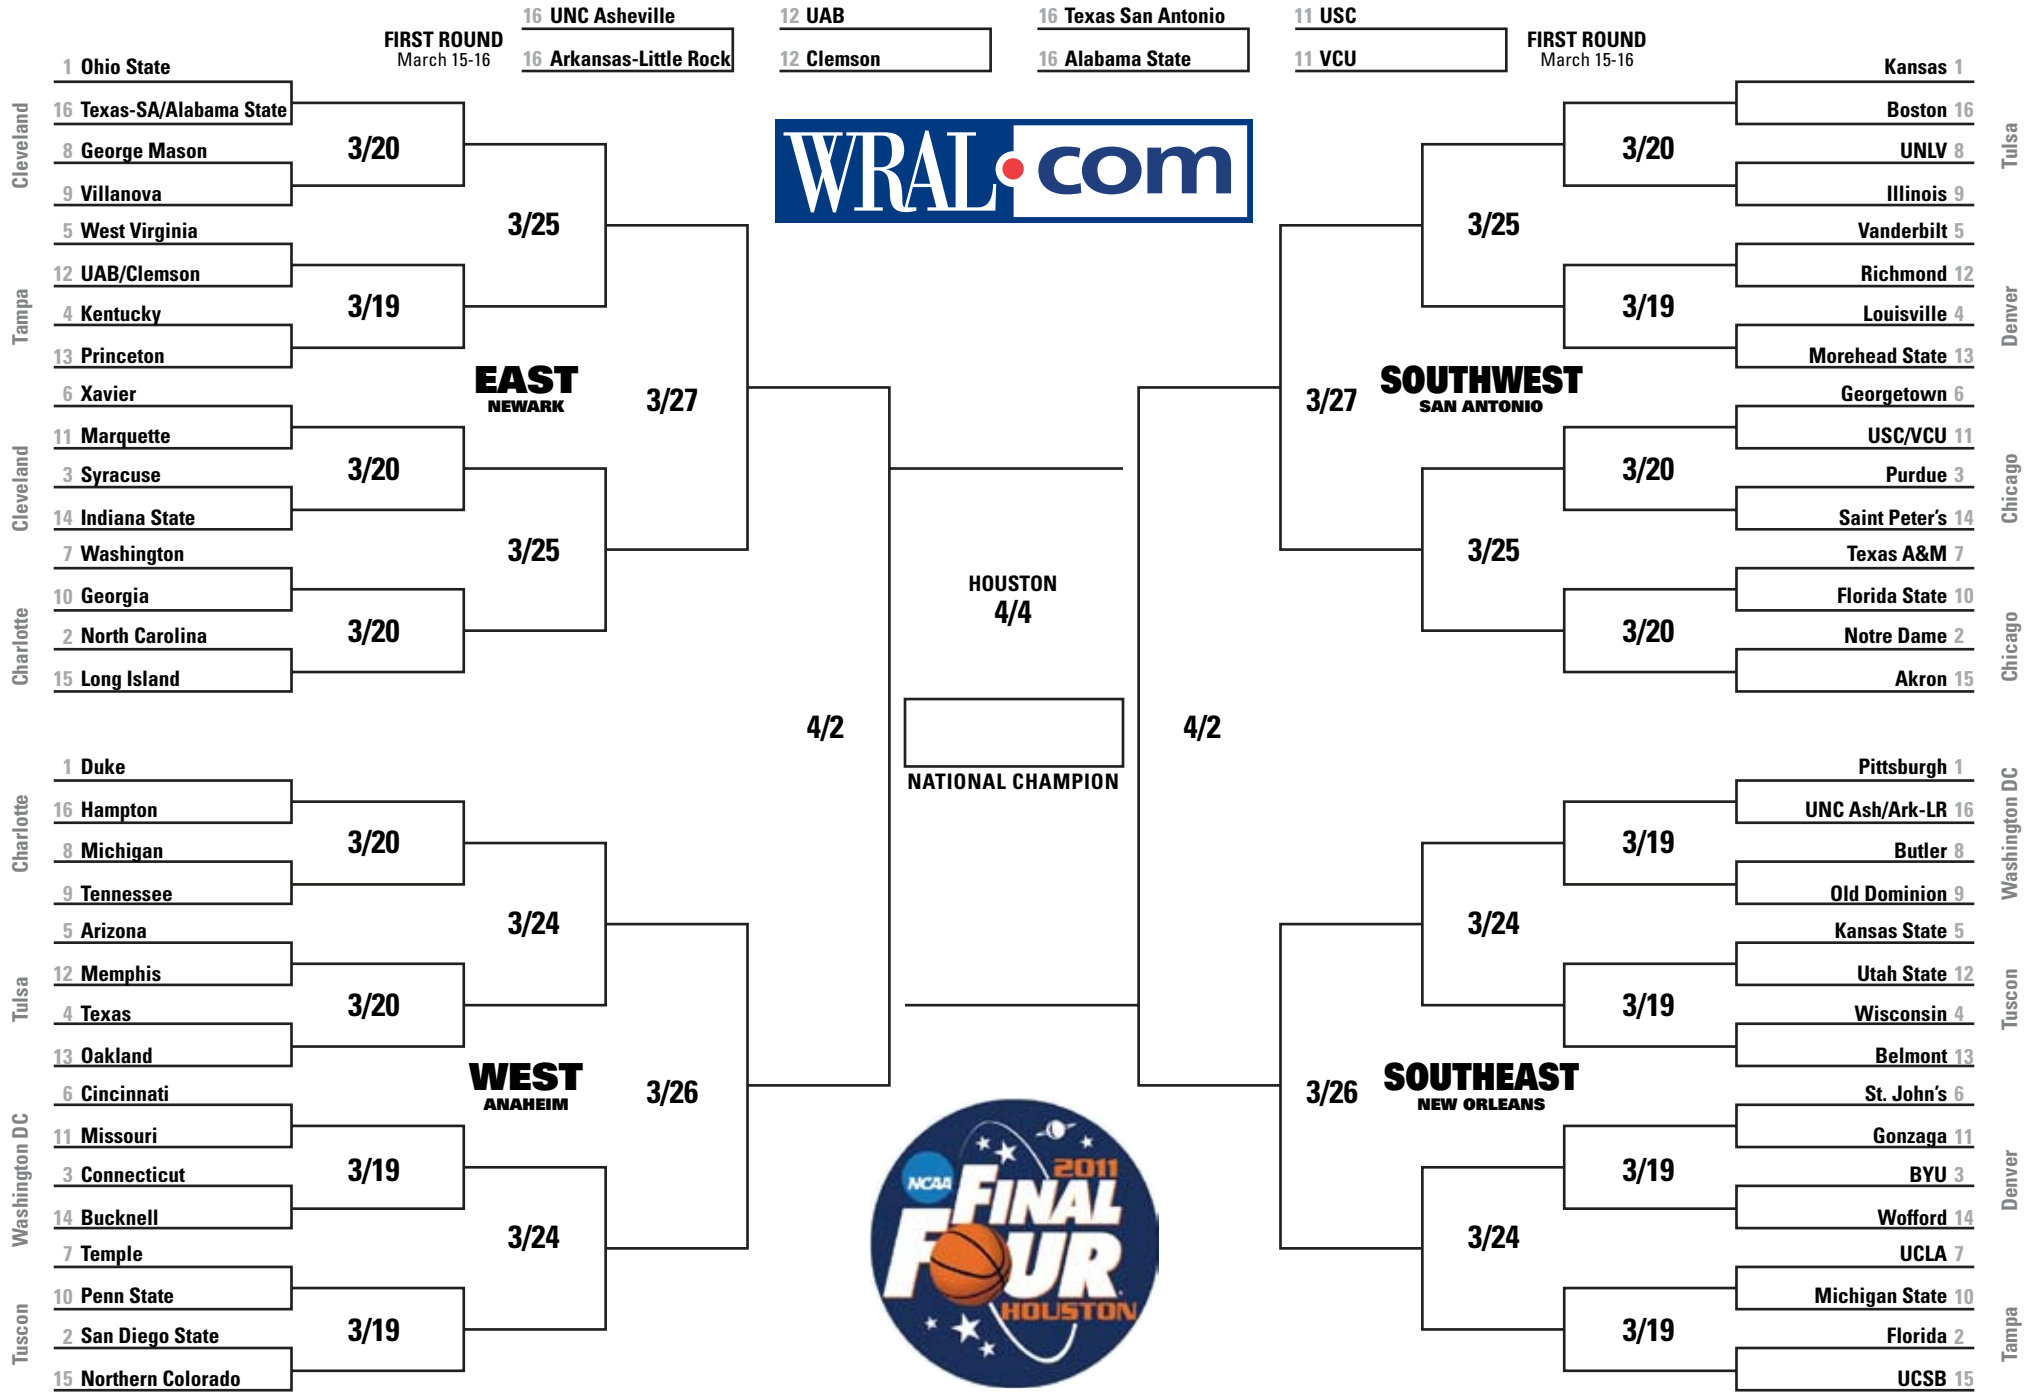 16 UNC Asheville
16 Arkansas-Little Rock
12 UAB
12 Clemson
16 Texas San Antonio
16 Alabama State
11 USC
11 VCU
FIRST ROUND
March 15-16
FIRST ROUND
March 15-16
WRAL.com
Cleveland
1 Ohio State
16 Texas-SA/Alabama State
8 George Mason
9 Villanova
3/20
Tampa
5 West Virginia
12 UAB/Clemson
4 Kentucky
13 Princeton
3/19
3/25
Cleveland
6 Xavier
11 Marquette
3 Syracuse
14 Indiana State
3/20
Charlotte
7 Washington
10 Georgia
2 North Carolina
15 Long Island
3/20
3/25
EAST
NEWARK
3/27
Charlotte
1 Duke
16 Hampton
8 Michigan
9 Tennessee
3/20
Tulsa
5 Arizona
12 Memphis
4 Texas
13 Oakland
3/20
3/24
Washington DC
6 Cincinnati
11 Missouri
3 Connecticut
14 Bucknell
3/19
Tuscon
7 Temple
10 Penn State
2 San Diego State
15 Northern Colorado
3/19
3/24
WEST
ANAHEIM
3/26
4/2
HOUSTON
4/4
NATIONAL CHAMPION
4/2
Kansas 1
Boston 16
UNLV 8
Illinois 9
Tulsa
3/20
Vanderbilt 5
Richmond 12
Louisville 4
Morehead State 13
Denver
3/19
3/25
Georgetown 6
USC/VCU 11
Purdue 3
Saint Peter's 14
Chicago
3/20
Texas A&M 7
Florida State 10
Notre Dame 2
Akron 15
Chicago
3/20
3/25
SOUTHWEST
SAN ANTONIO
3/27
Pittsburgh 1
UNC Ash/Ark-LR 16
Butler 8
Old Dominion 9
Washington DC
3/19
Kansas State 5
Utah State 12
Wisconsin 4
Belmont 13
Tuscon
3/19
3/24
St. John's 6
Gonzaga 11
BYU 3
Wofford 14
Denver
3/19
UCLA 7
Michigan State 10
Florida 2
UCSB 15
Tampa
3/19
3/24
SOUTHEAST
NEW ORLEANS
3/26
NCAA
2011
FINAL
FOUR
HOUSTON